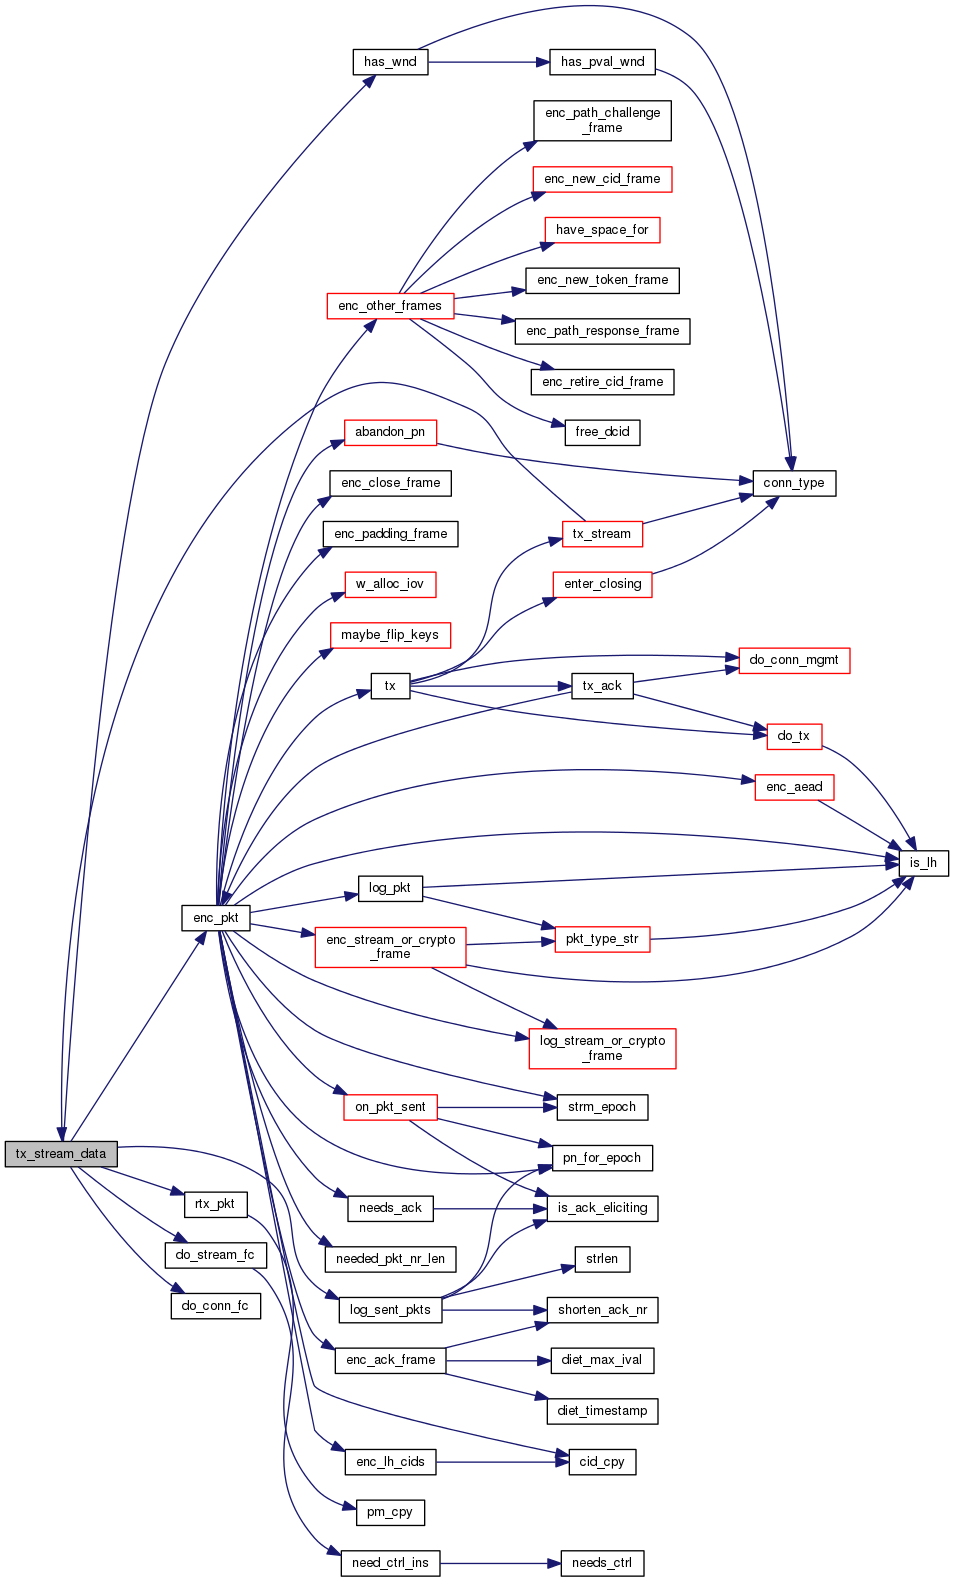 has_wnd
has_pval_wnd
enc_path_challenge
_frame
enc_new_cid_frame
have_space_for
enc_new_token_frame
enc_other_frames
enc_path_response_frame
enc_retire_cid_frame
abandon_pn
free_dcid
enc_close_frame
conn_type
enc_padding_frame
tx_stream
w_alloc_iov
enter_closing
maybe_flip_keys
do_conn_mgmt
tx
tx_ack
do_tx
enc_aead
is_lh
log_pkt
enc_pkt
enc_stream_or_crypto
_frame
pkt_type_str
log_stream_or_crypto
_frame
on_pkt_sent
strm_epoch
tx_stream_data
pn_for_epoch
rtx_pkt
needs_ack
is_ack_eliciting
do_stream_fc
needed_pkt_nr_len
strlen
do_conn_fc
log_sent_pkts
shorten_ack_nr
enc_ack_frame
diet_max_ival
diet_timestamp
enc_lh_cids
cid_cpy
pm_cpy
need_ctrl_ins
needs_ctrl